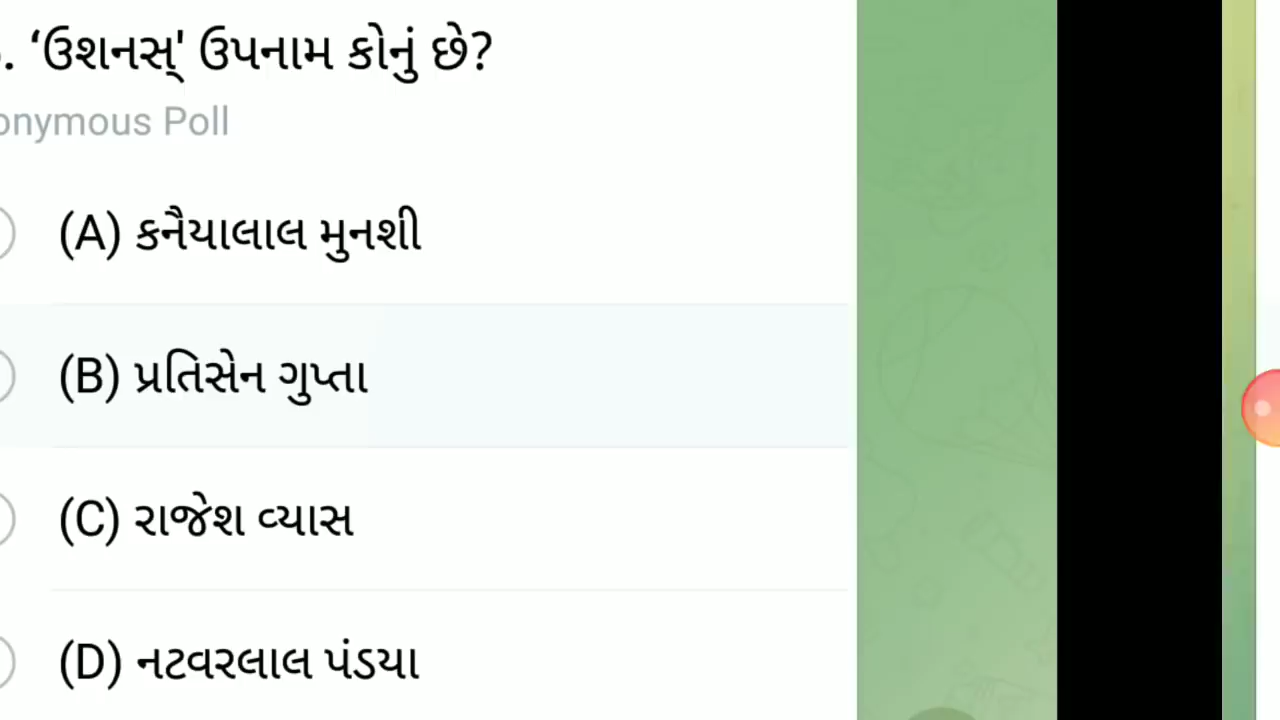 . ‘ઉશનસ્' ઉપનામ કોનું છે?
onymous Poll
(A) કનૈયાલાલ મુનશી
(B) પ્રતિસેન ગુપ્તા
(C) રાજેશ વ્યાસ
(D) નટવરલાલ પંડયા